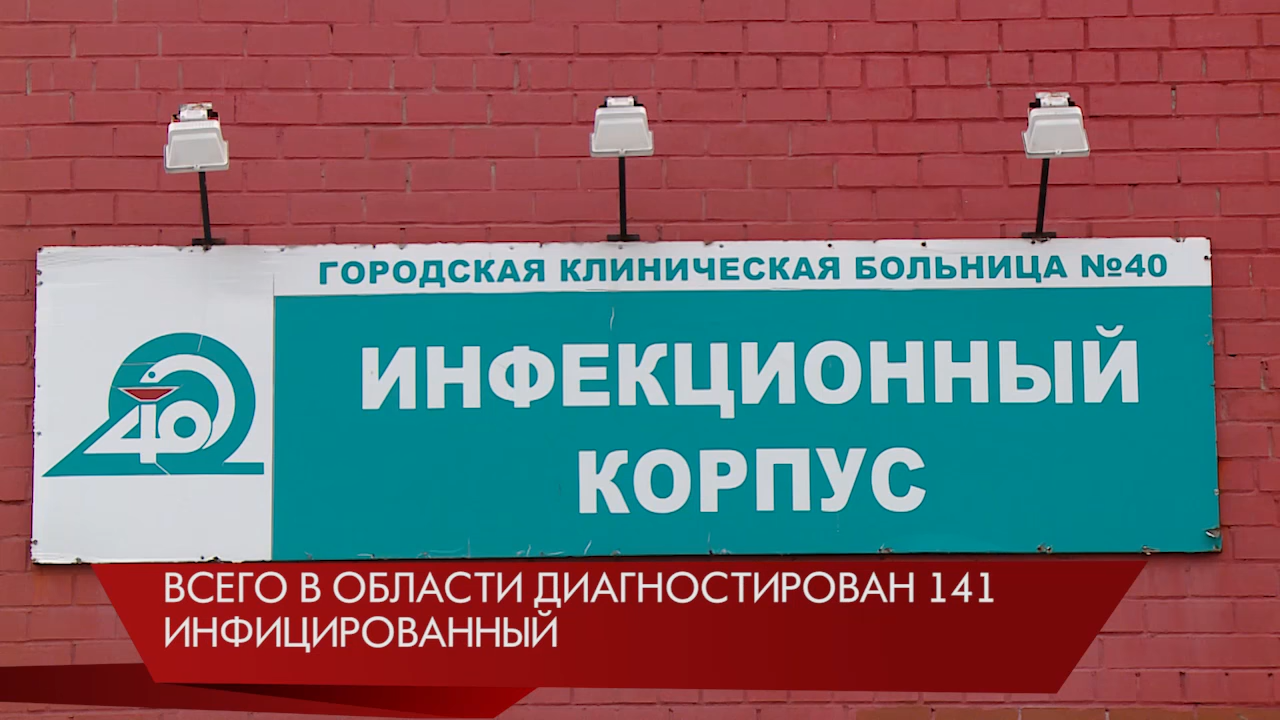 ГОРОДСКАЯ КЛИНИЧЕСКАЯ БОЛЬНИЦА №40
40
ИНФЕКЦИОННЫЙ
КОРПУС
ВСЕГО В ОБЛАСТИ ДИАГНОСТИРОВАН 141
ИНФИЦИРОВАННЫЙ